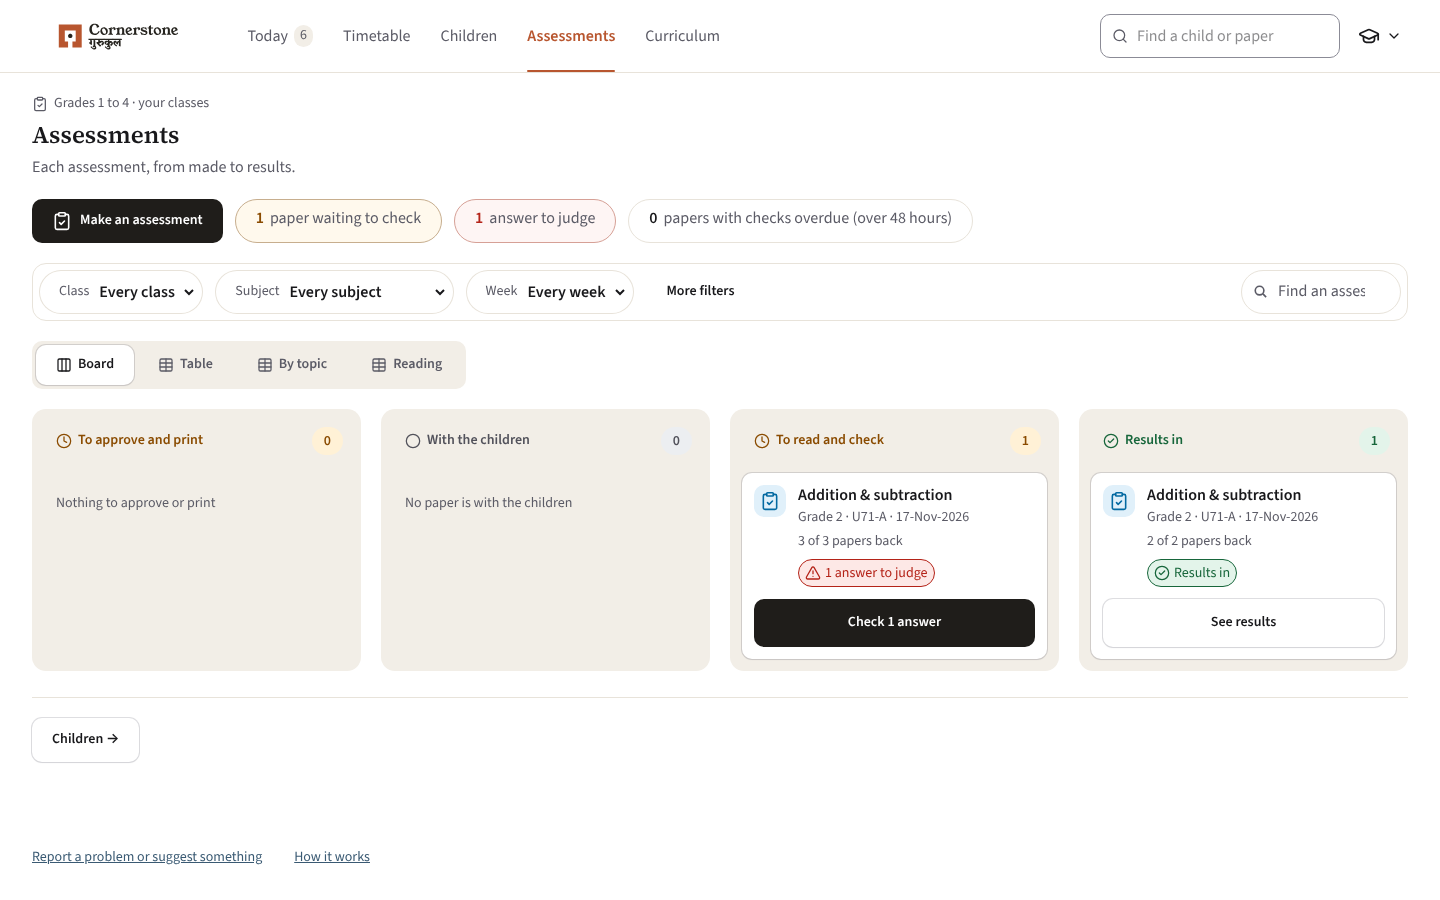 Cornerstone
गुरुकुल
Today 6
Timetable
Children
Assessments
Curriculum
Find a child or paper
Grades 1 to 4 · your classes
Assessments
Each assessment, from made to results.
Make an assessment
1 paper waiting to check
1 answer to judge
0 papers with checks overdue (over 48 hours)
Class Every class
Subject Every subject
Week Every week
More filters
Find an asses
Board
Table
By topic
Reading
To approve and print 0
Nothing to approve or print
With the children 0
No paper is with the children
To read and check 1
Addition & subtraction
Grade 2 · U71-A · 17-Nov-2026
3 of 3 papers back
1 answer to judge
Check 1 answer
Results in 1
Addition & subtraction
Grade 2 · U71-A · 17-Nov-2026
2 of 2 papers back
Results in
See results
Children →
Report a problem or suggest something
How it works